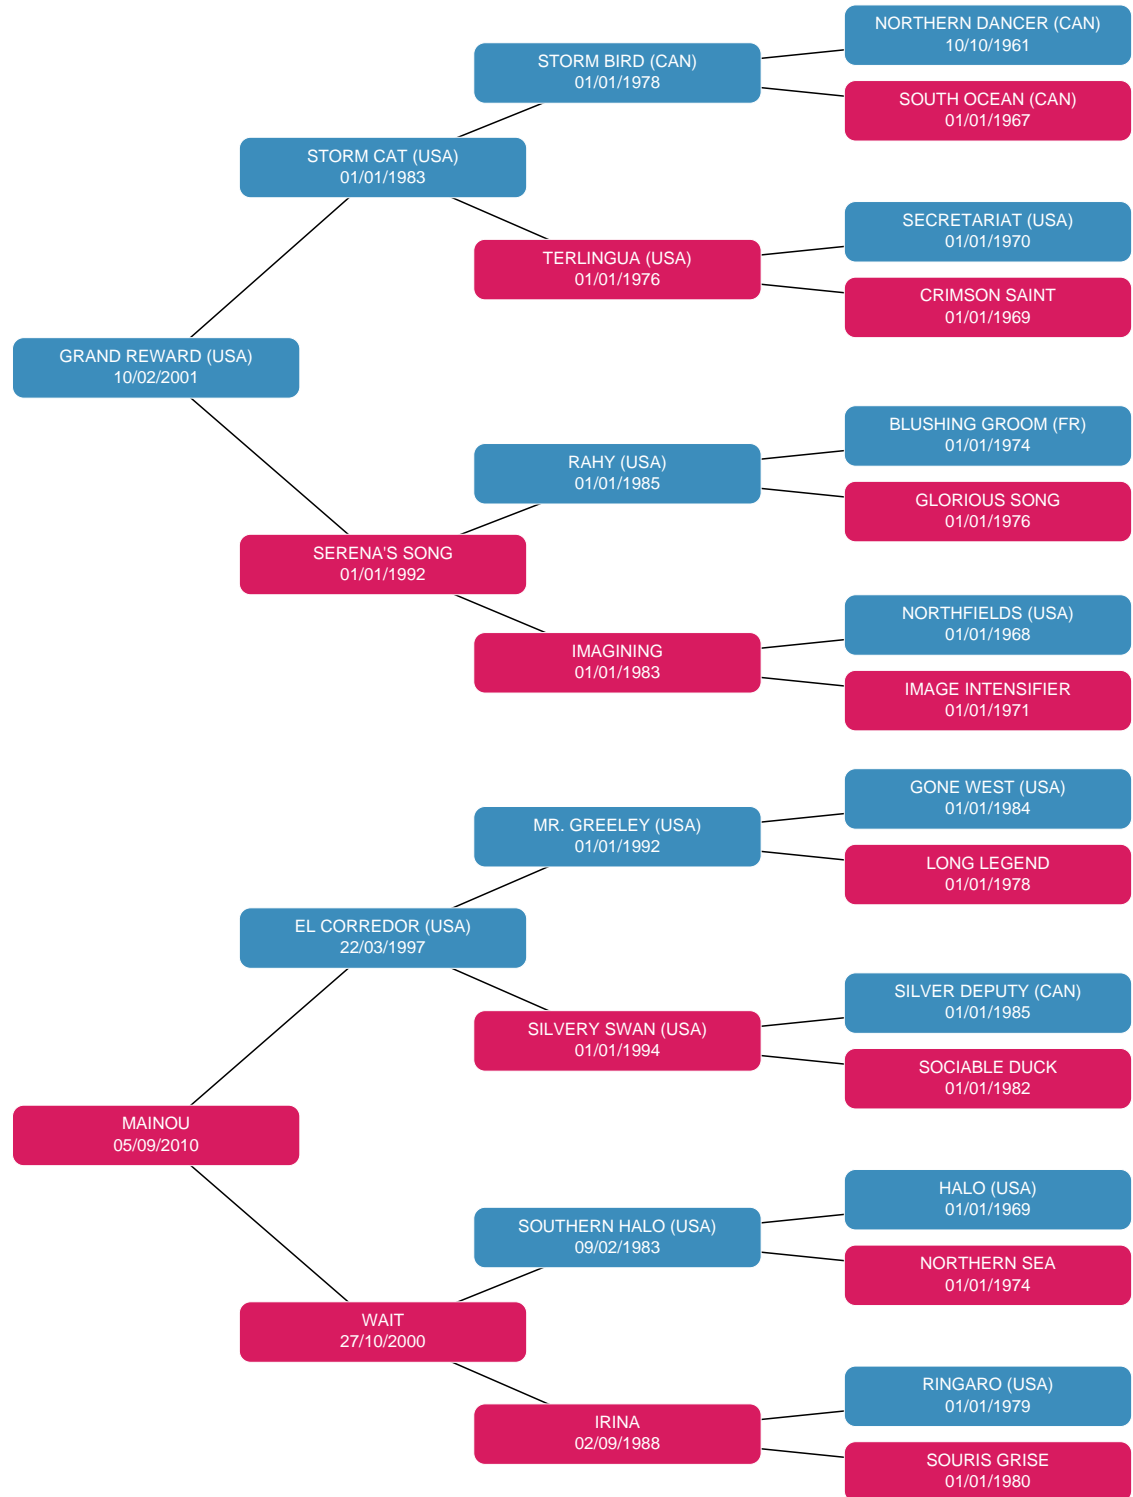 NORTHERN DANCER (CAN)
10/10/1961
STORM BIRD (CAN)
01/01/1978
SOUTH OCEAN (CAN)
01/01/1967
STORM CAT (USA)
01/01/1983
SECRETARIAT (USA)
01/01/1970
TERLINGUA (USA)
01/01/1976
CRIMSON SAINT
01/01/1969
GRAND REWARD (USA)
10/02/2001
BLUSHING GROOM (FR)
01/01/1974
RAHY (USA)
01/01/1985
GLORIOUS SONG
01/01/1976
SERENA'S SONG
01/01/1992
NORTHFIELDS (USA)
01/01/1968
IMAGINING
01/01/1983
IMAGE INTENSIFIER
01/01/1971
GONE WEST (USA)
01/01/1984
MR. GREELEY (USA)
01/01/1992
LONG LEGEND
01/01/1978
EL CORREDOR (USA)
22/03/1997
SILVER DEPUTY (CAN)
01/01/1985
SILVERY SWAN (USA)
01/01/1994
SOCIABLE DUCK
01/01/1982
MAINOU
05/09/2010
HALO (USA)
01/01/1969
SOUTHERN HALO (USA)
09/02/1983
NORTHERN SEA
01/01/1974
WAIT
27/10/2000
RINGARO (USA)
01/01/1979
IRINA
02/09/1988
SOURIS GRISE
01/01/1980